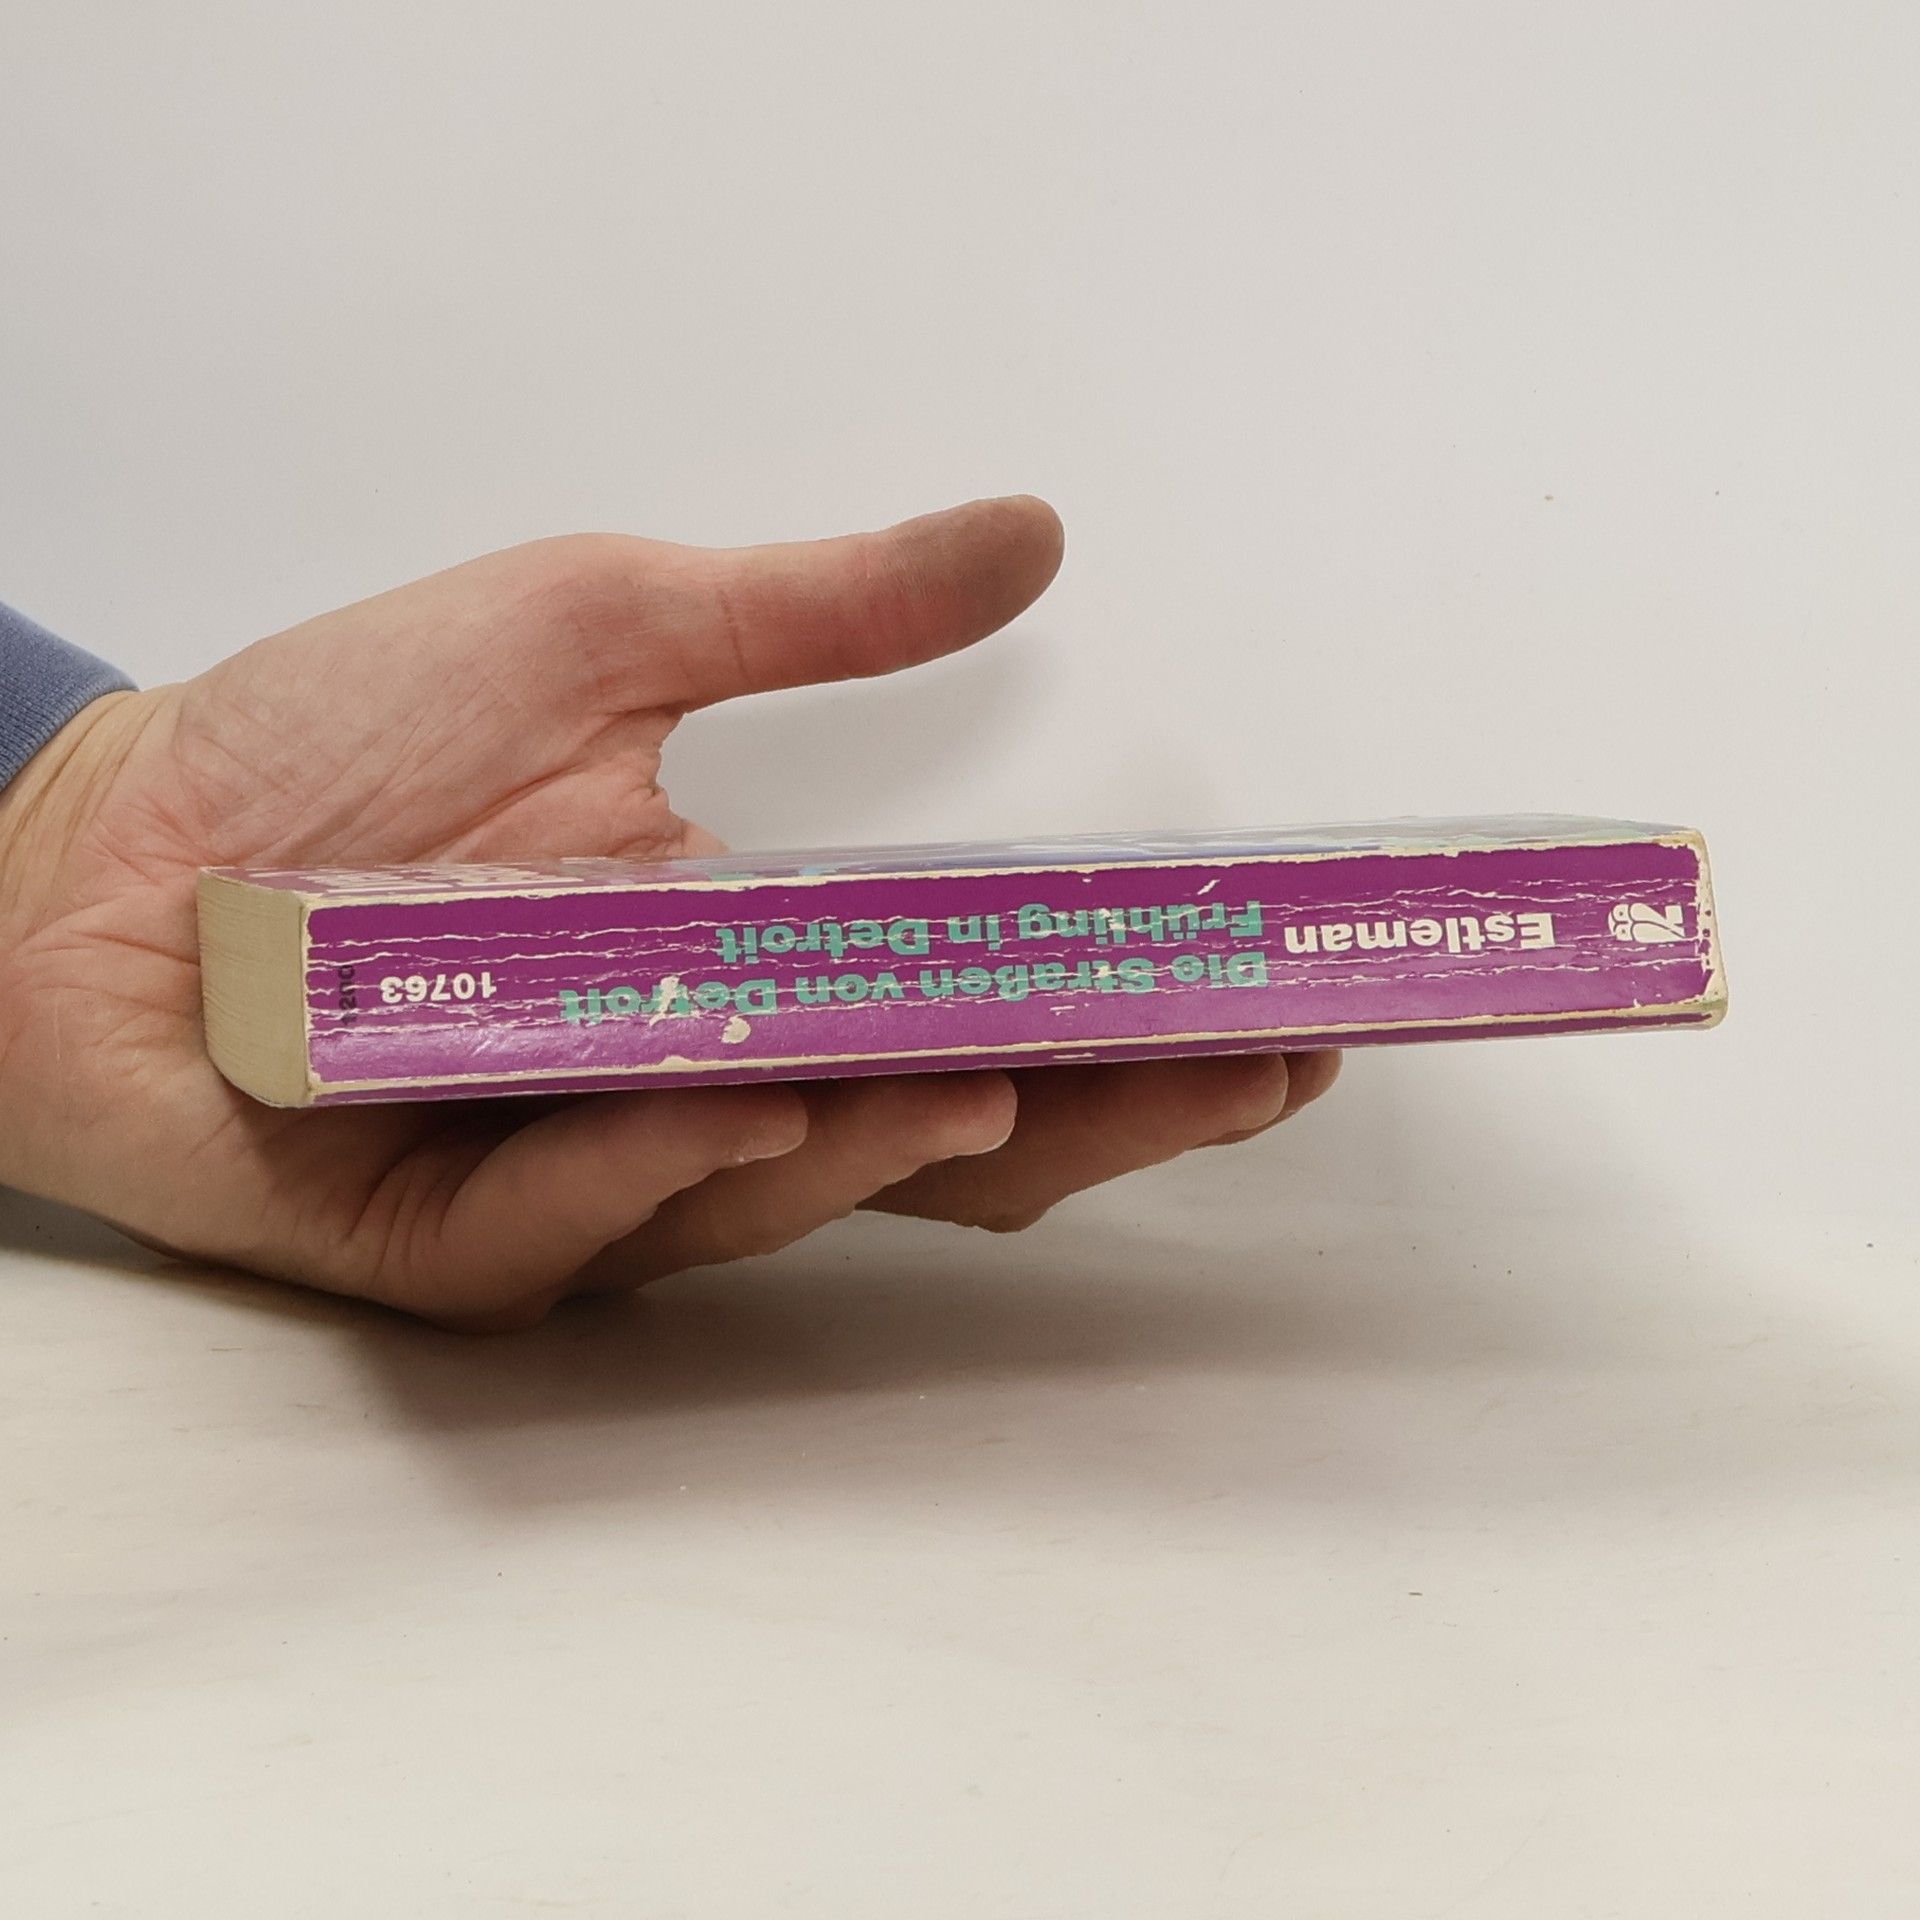 Estleman
Die Straßen von Detroit
Frühling in Detroit
10763